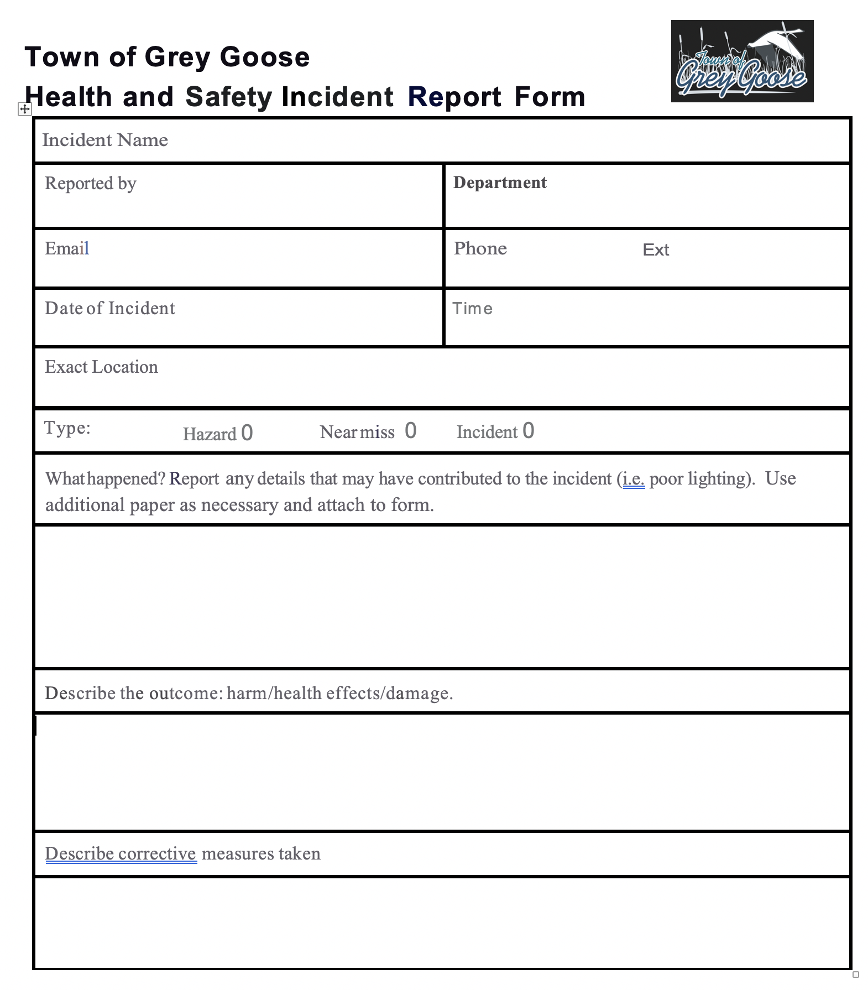 Town of Grey Goose
Town of
Grey Goose
Health and Safety Incident Report Form
Incident Name
Reported by
Department
Email
Phone Ext
Date of Incident
Time
Exact Location
Type: Hazard 0 Near miss 0 Incident 0
What happened? Report any details that may have contributed to the incident (i.e. poor lighting). Use
additional paper as necessary and attach to form.
Describe the outcome: harm/health effects/damage.
Describe corrective measures taken